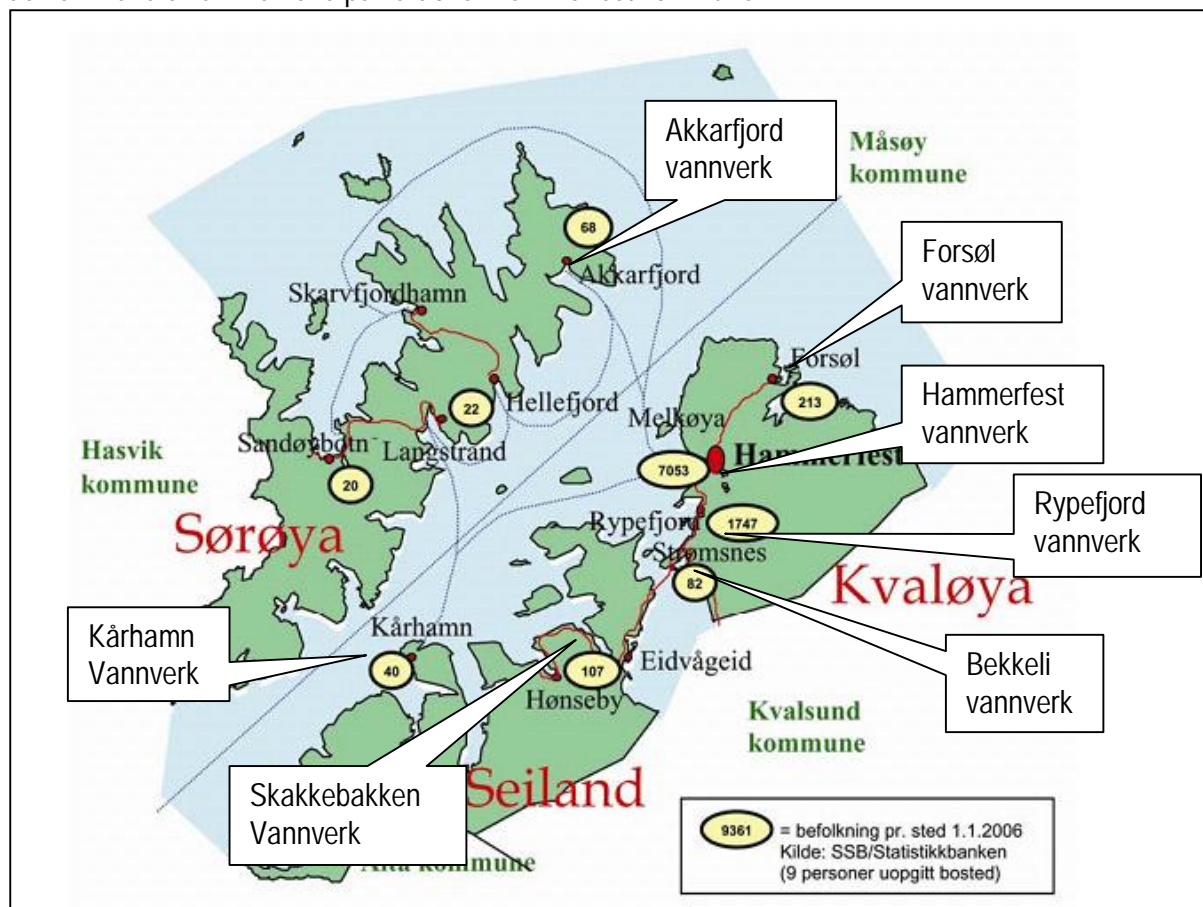 Akkarfjord
vannverk
Måsøy
kommune
68
Akkarfjord
Forsøl
vannverk
Skarvfjordhamn
Forsøl
213
Hammerfest
vannverk
Hellefjord
22
Melkøya
Langstrand
Sandøybotn
Hammerfest
7053
20
Hasvik
kommune
Sørøya
Rypefjord
1747
Rypefjord
vannverk
Strømsnes
82
Kvaløya
Kårhamn
Vannverk
Kårhamn
40
107
Eidvågeid
Hønseby
Bekkeli
vannverk
Kvalsund
kommune
Skakkebakken
Vannverk
Seiland
Alta kommune
9361
= befolkning pr. sted 1.1.2006
Kilde: SSB/Statistikkbanken
(9 personer uopgitt bosted)